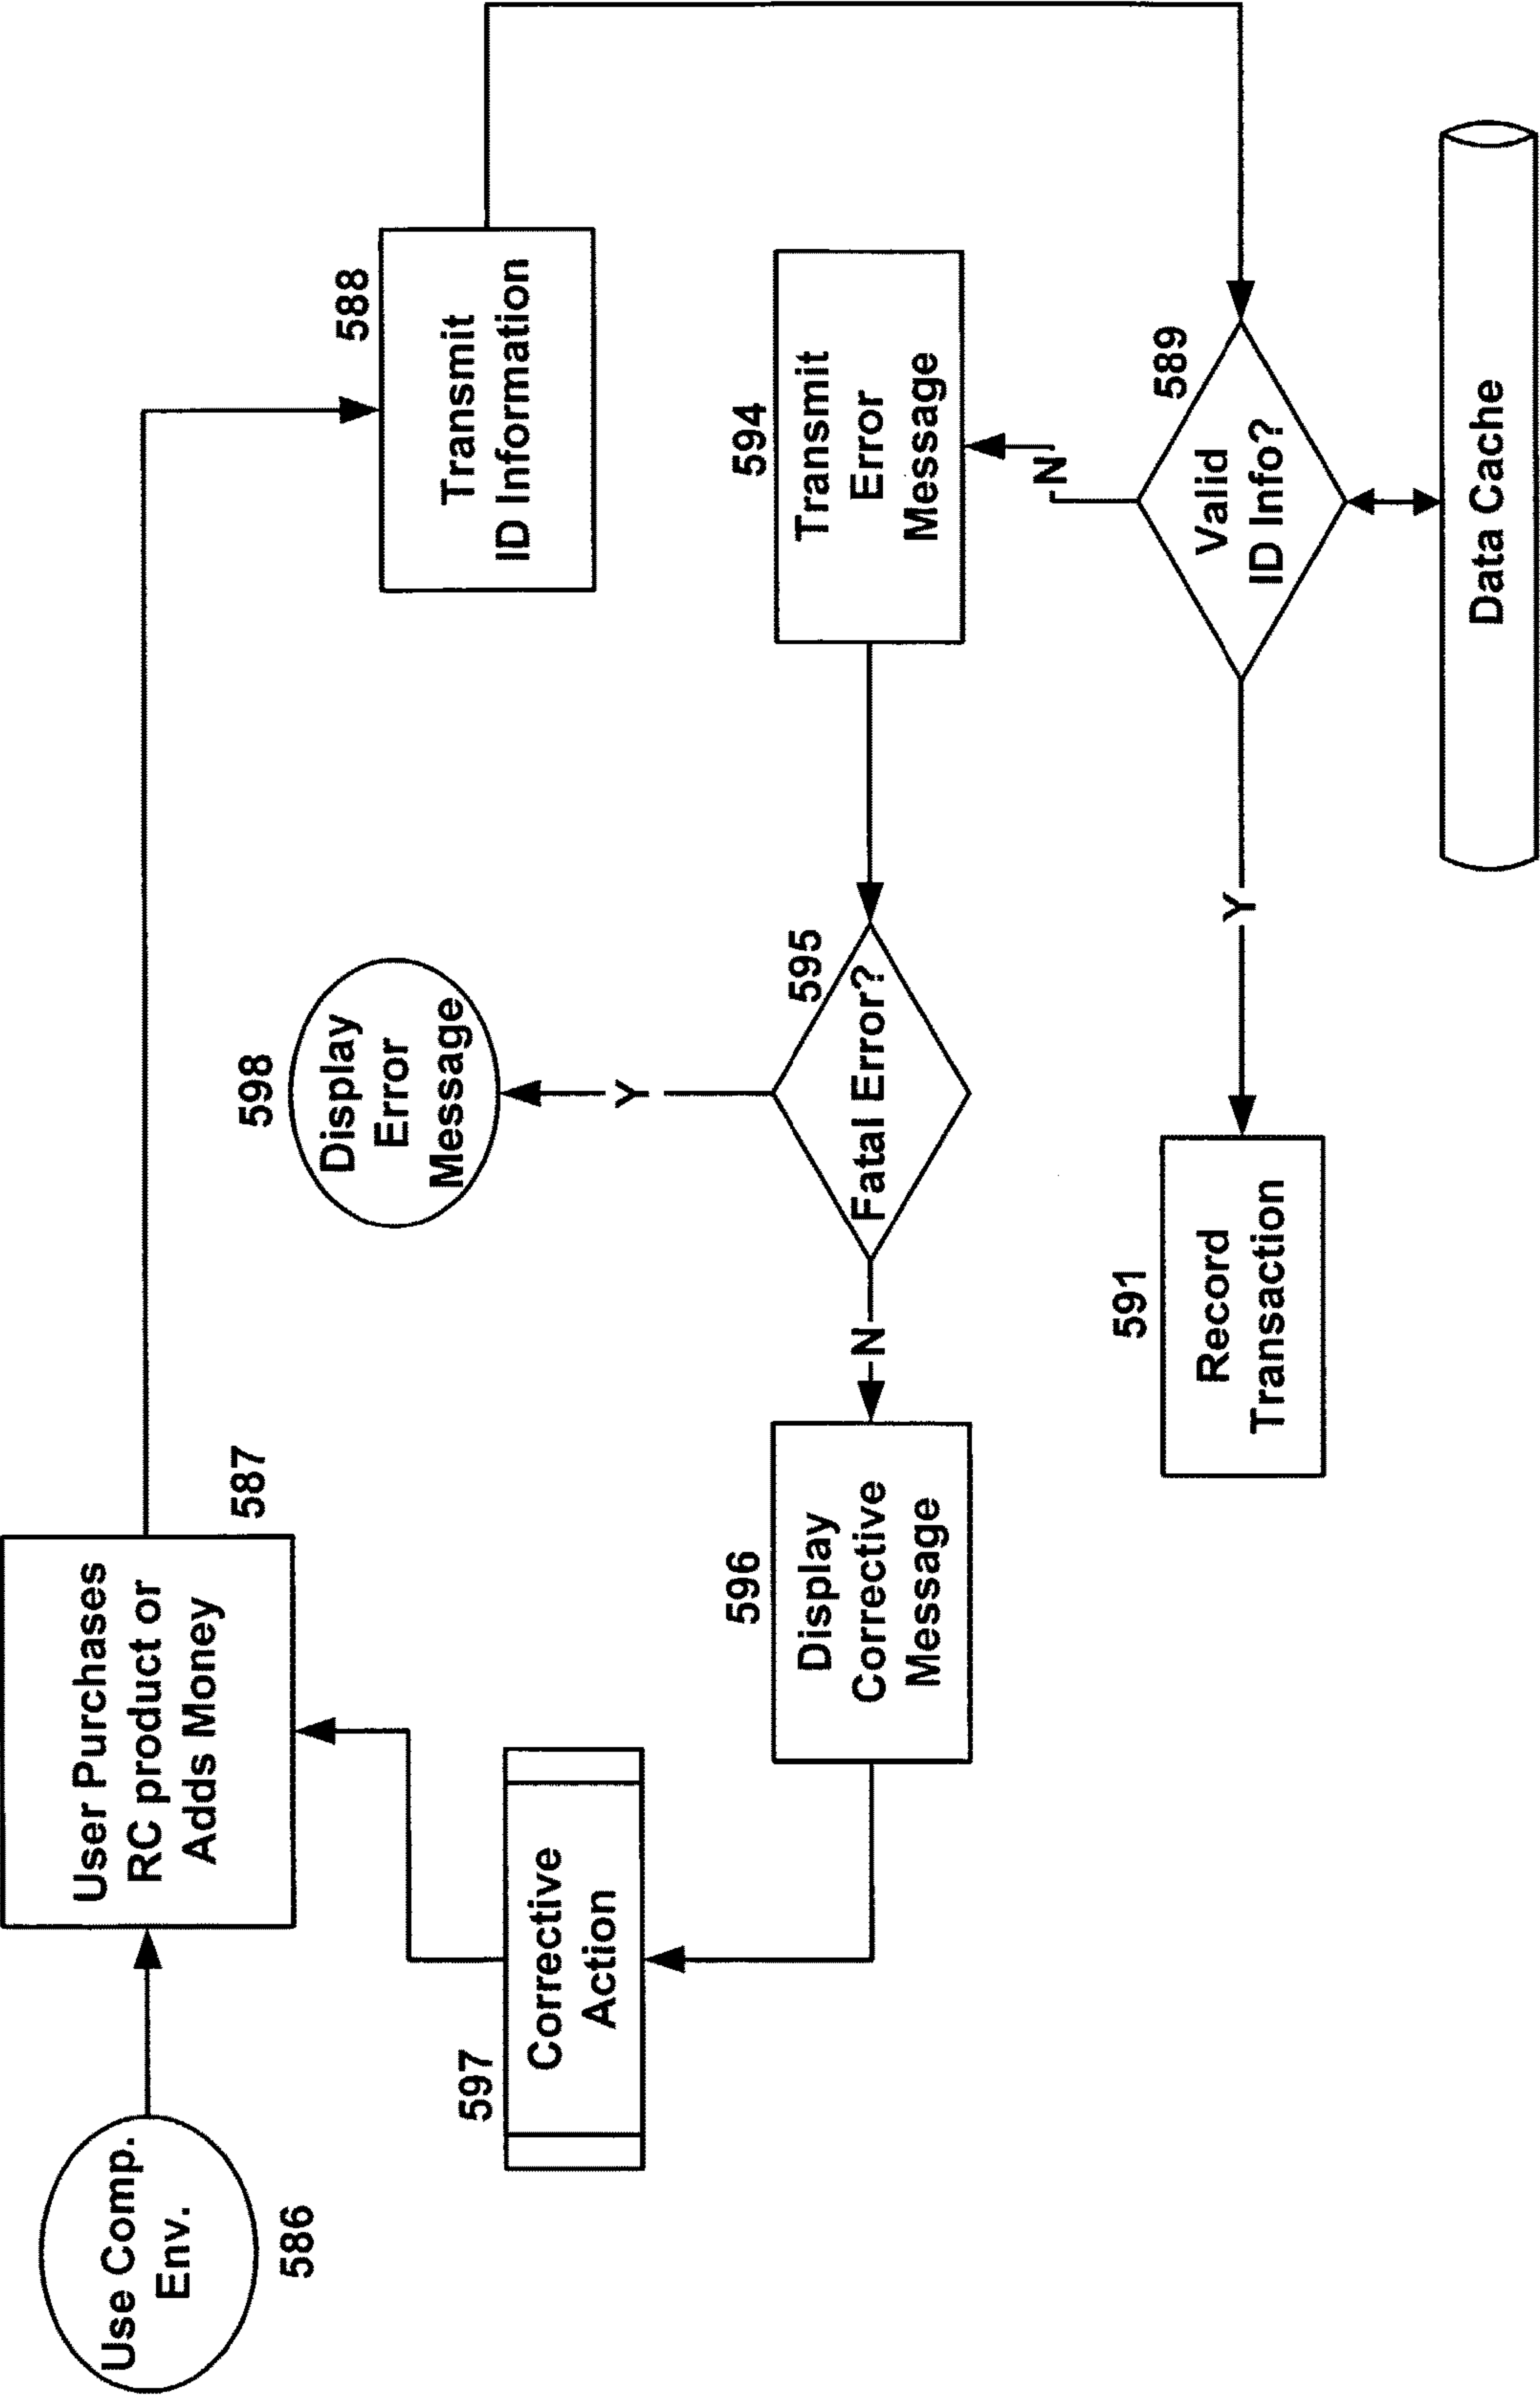 Use Comp.
Env.
586
User Purchases
RC product or
Adds Money
587
588
Transmit
ID Information
597
Corrective
Action
598
Display
Error
Message
596
Display
Corrective
Message
N
Y
595
Fatal Error?
594
Transmit
Error
Message
591
Record
Transaction
Y
N
589
Valid
ID Info?
Data Cache